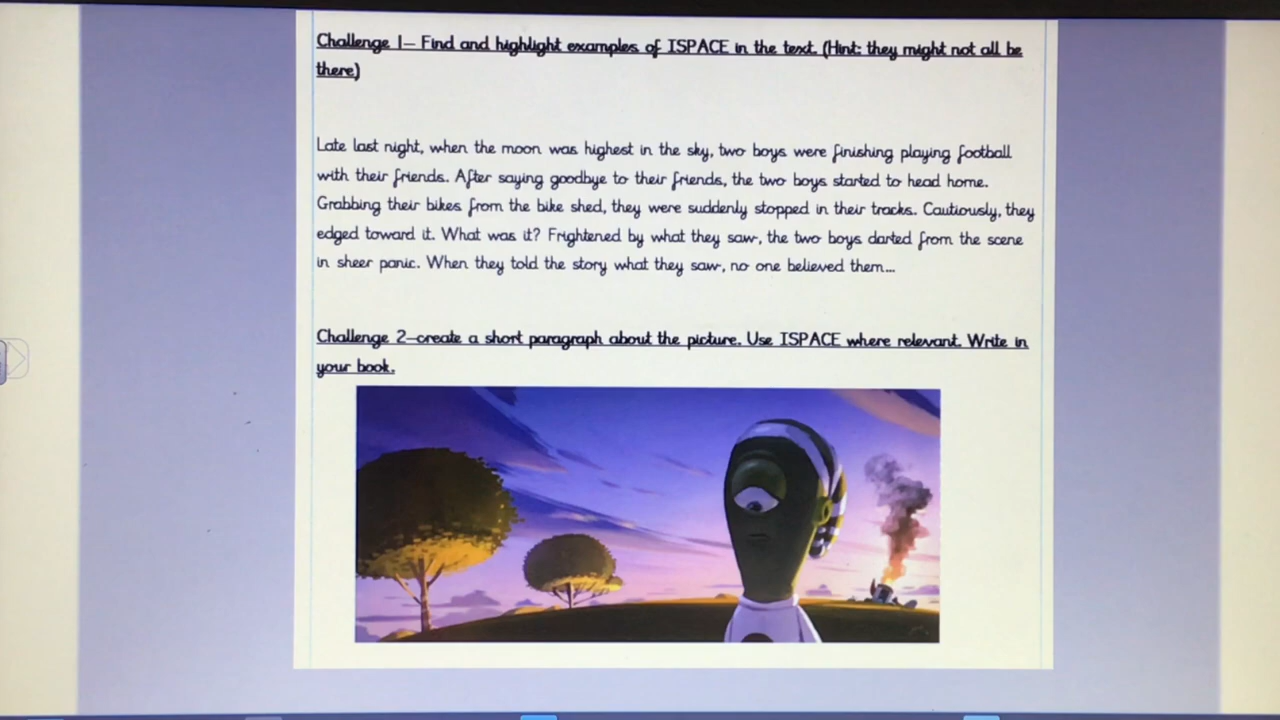 Challenge 1- Find and highlight examples of ISPACE in the text. (Hint: they might not all be
there)
Late last night, when the moon was highest in the sky, two boys were finishing playing football
with their friends. After saying goodbye to their friends, the two boys started to head home.
Grabbing their bikes from the bike shed, they were suddenly stopped in their tracks. Cautiously, they
edged toward it. What was it? Frightened by what they saw, the two boys darted from the scene
in sheer panic. When they told the story what they saw, no one believed them...
Challenge 2-create a short paragraph about the picture. Use ISPACE where relevant. Write in
your book.